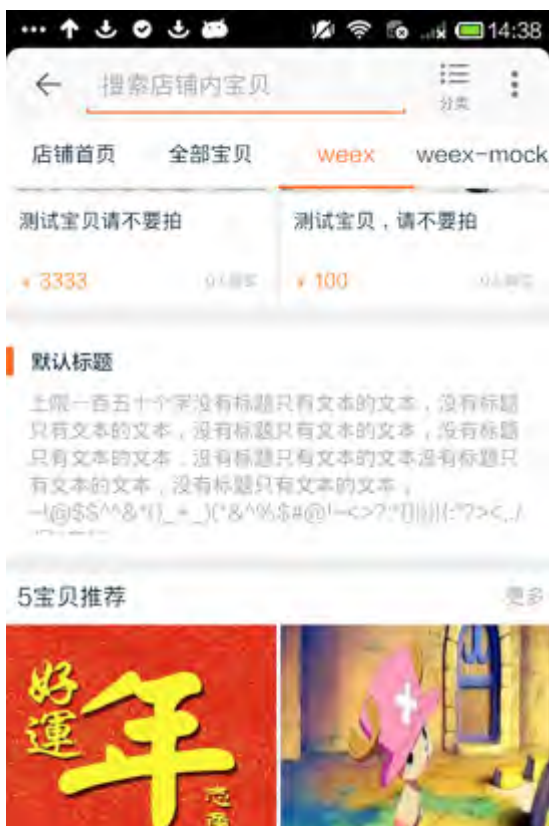 14:38
搜索店铺内宝贝
分类
店铺首页 全部宝贝 weex weex-mock
测试宝贝请不要拍 测试宝贝，请不要拍
¥ 3333 ¥ 100
默认标题
上限一百五十个字没有标题只有文本的文本，没有标题
只有文本的文本，没有标题只有文本的文本，没有标题
只有文本的文本，没有标题只有文本的文本没有标题只
有文本的文本，没有标题只有文本的文本，
5宝贝推荐 更多
好運
年